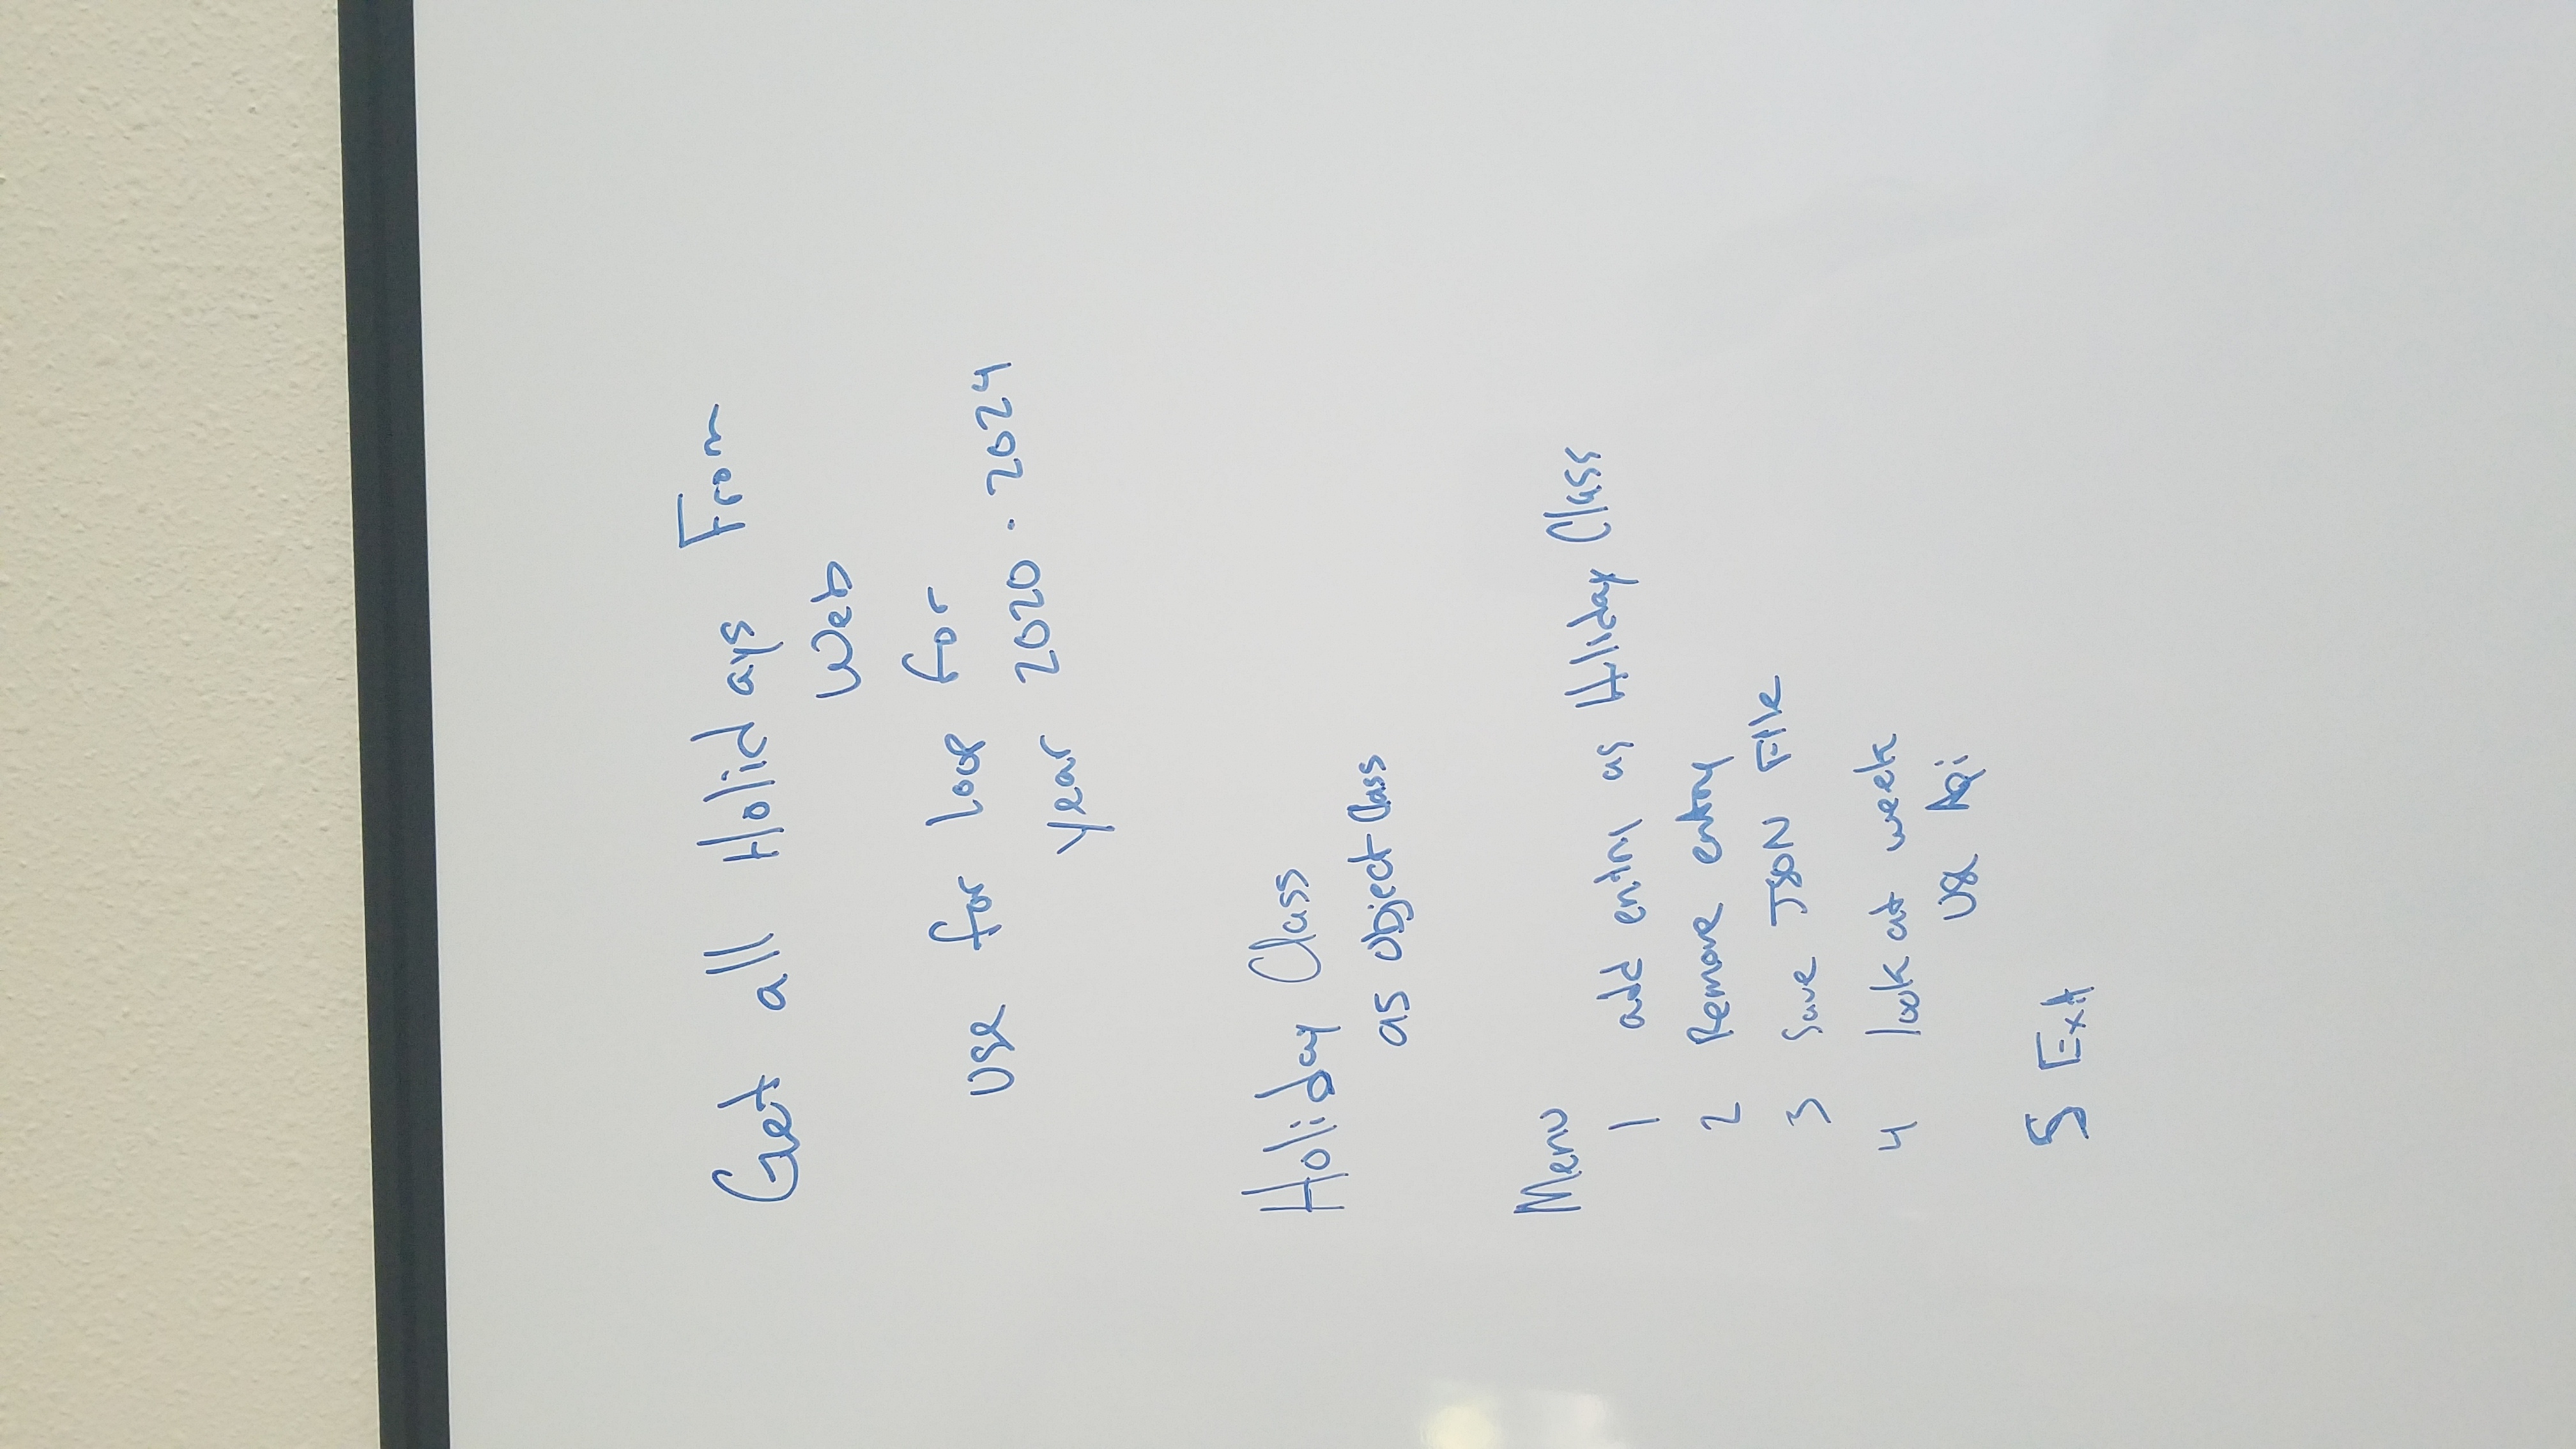 Get all Holidays From
Web
use for loop for
year 2020 - 2024
Holiday Class
as object Class
Menu
1 add entry as Holiday Class
2 Remove entry
3 Save JSON File
4 look at week
use Api
5 Exit